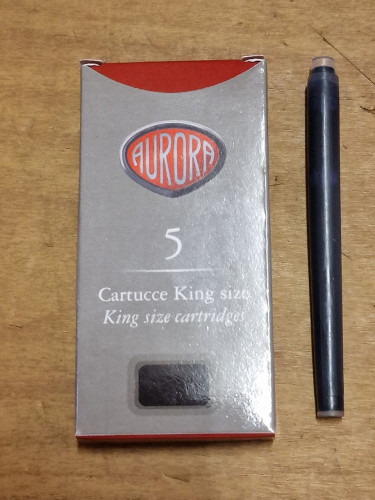 AURORA
5
Cartucce King size
King size cartridges